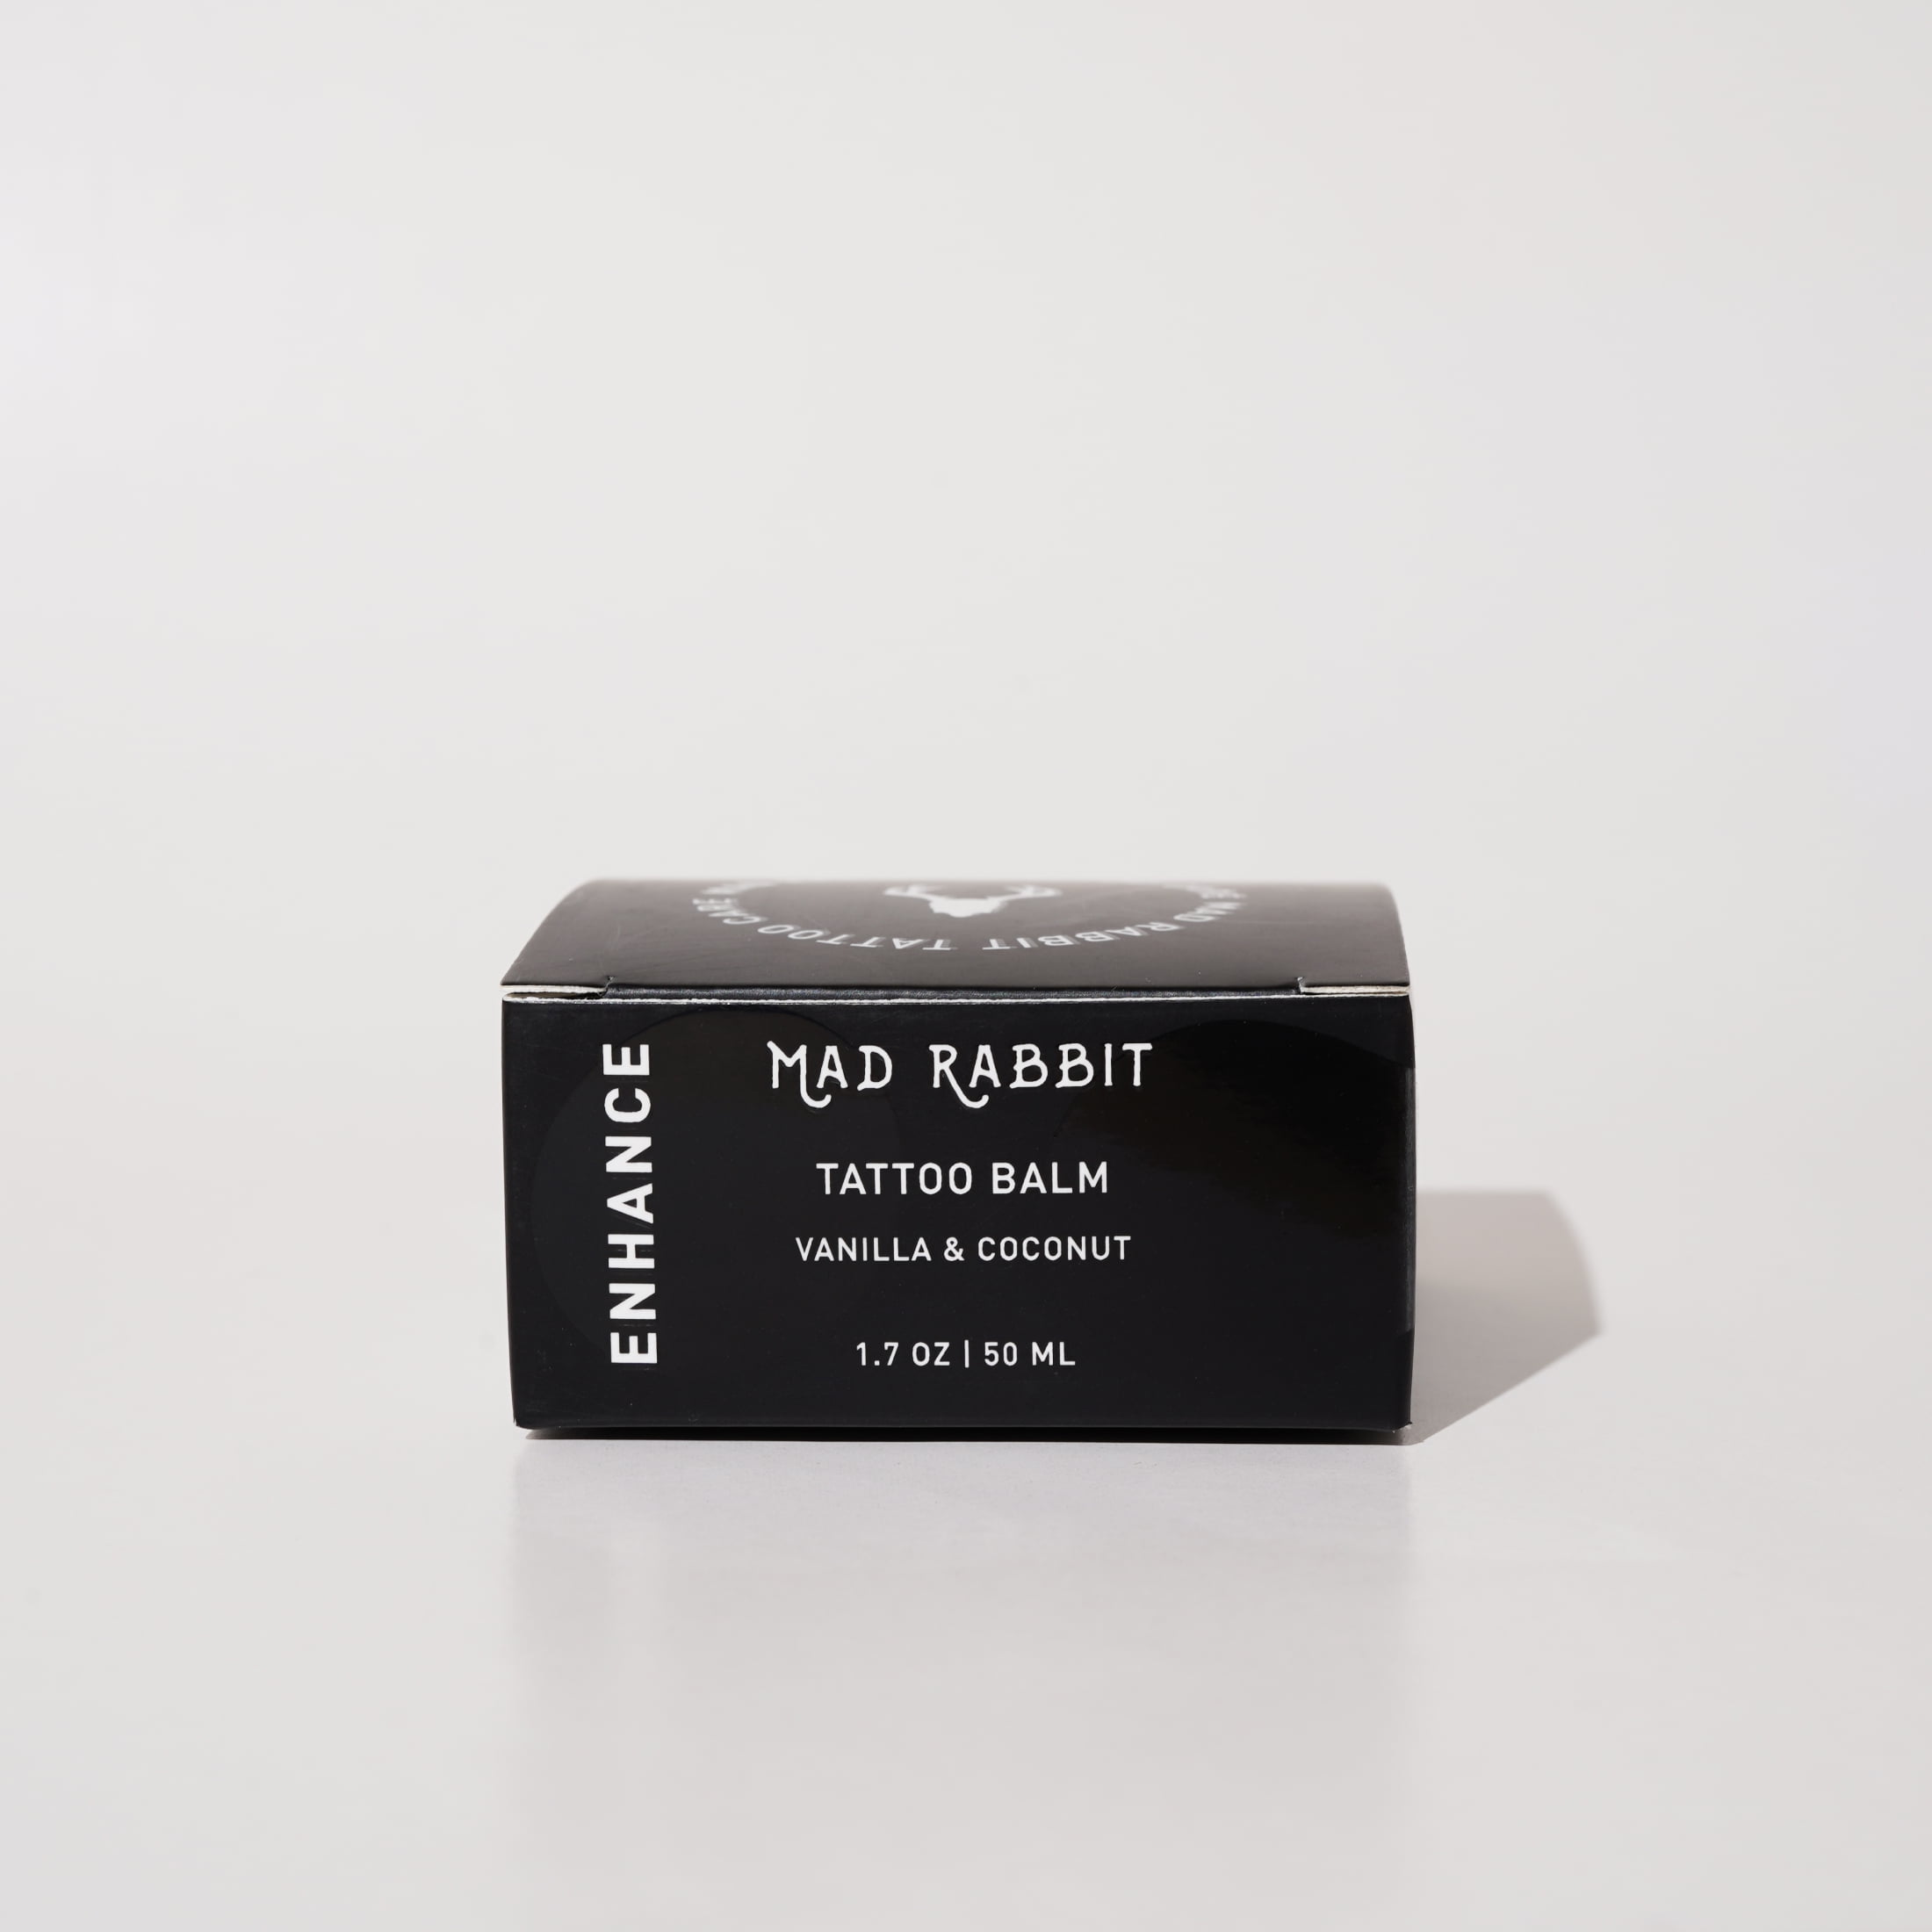 MAD RABBIT TATTOO CARE
ENHANCE
MAD RABBIT
TATTOO BALM
VANILLA & COCONUT
1.7 OZ | 50 ML